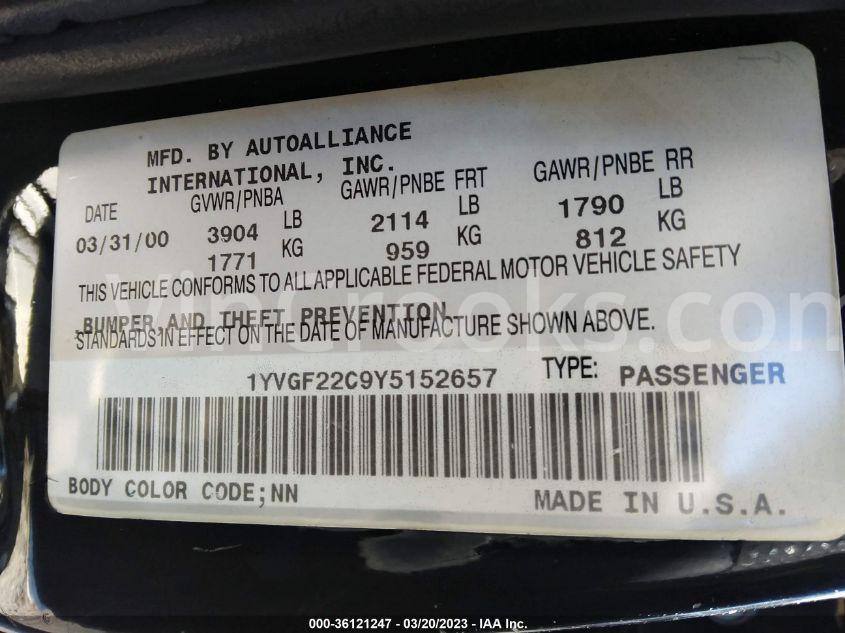 MFD. BY AUTOALLIANCE
INTERNATIONAL, INC.
DATE GVWR/PNBA GAWR/PNBE FRT GAWR/PNBE RR
03/31/00 3904 LB 2114 LB 1790 LB
1771 KG 959 KG 812 KG
THIS VEHICLE CONFORMS TO ALL APPLICABLE FEDERAL MOTOR VEHICLE SAFETY
BUMPER, AND THEFT PREVENTION
STANDARDS IN EFFECT ON THE DATE OF MANUFACTURE SHOWN ABOVE.
VinCrooks.com
1YVGF22C9Y5152657 TYPE: PASSENGER
BODY COLOR CODE;NN MADE IN U.S.A.
000-36121247 - 03/20/2023 - IAA Inc.